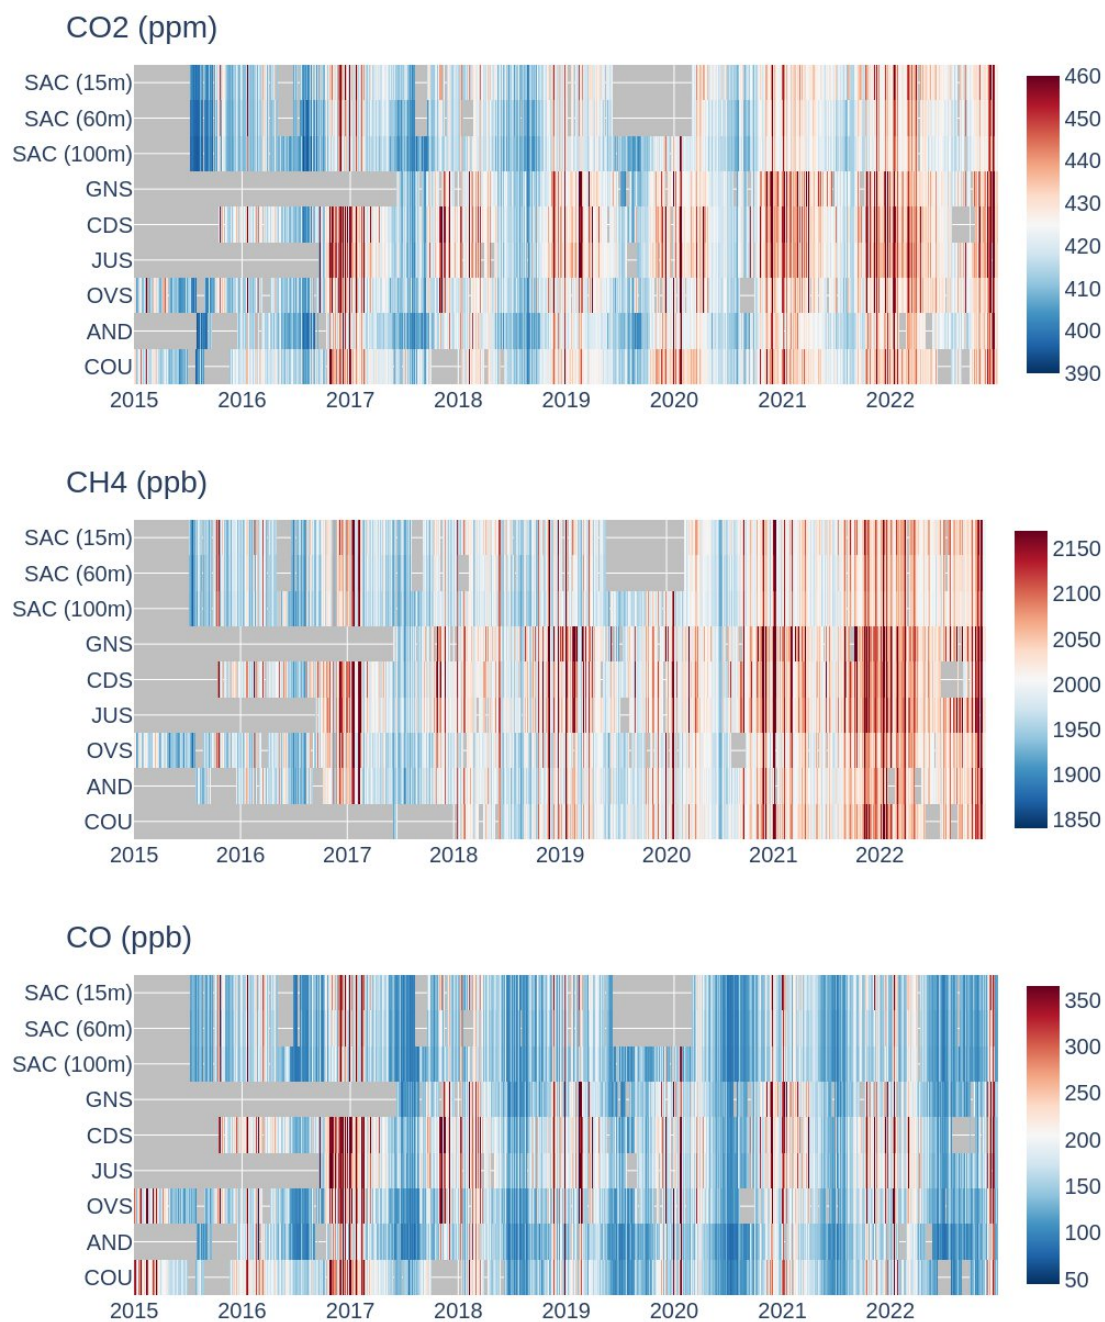 CO2 (ppm)
SAC (15m)
SAC (60m)
SAC (100m)
GNS
CDS
JUS
OVS
AND
COU
2015 2016 2017 2018 2019 2020 2021 2022
460
450
440
430
420
410
400
390
CH4 (ppb)
SAC (15m)
SAC (60m)
SAC (100m)
GNS
CDS
JUS
OVS
AND
COU
2015 2016 2017 2018 2019 2020 2021 2022
2150
2100
2050
2000
1950
1900
1850
CO (ppb)
SAC (15m)
SAC (60m)
SAC (100m)
GNS
CDS
JUS
OVS
AND
COU
2015 2016 2017 2018 2019 2020 2021 2022
350
300
250
200
150
100
50